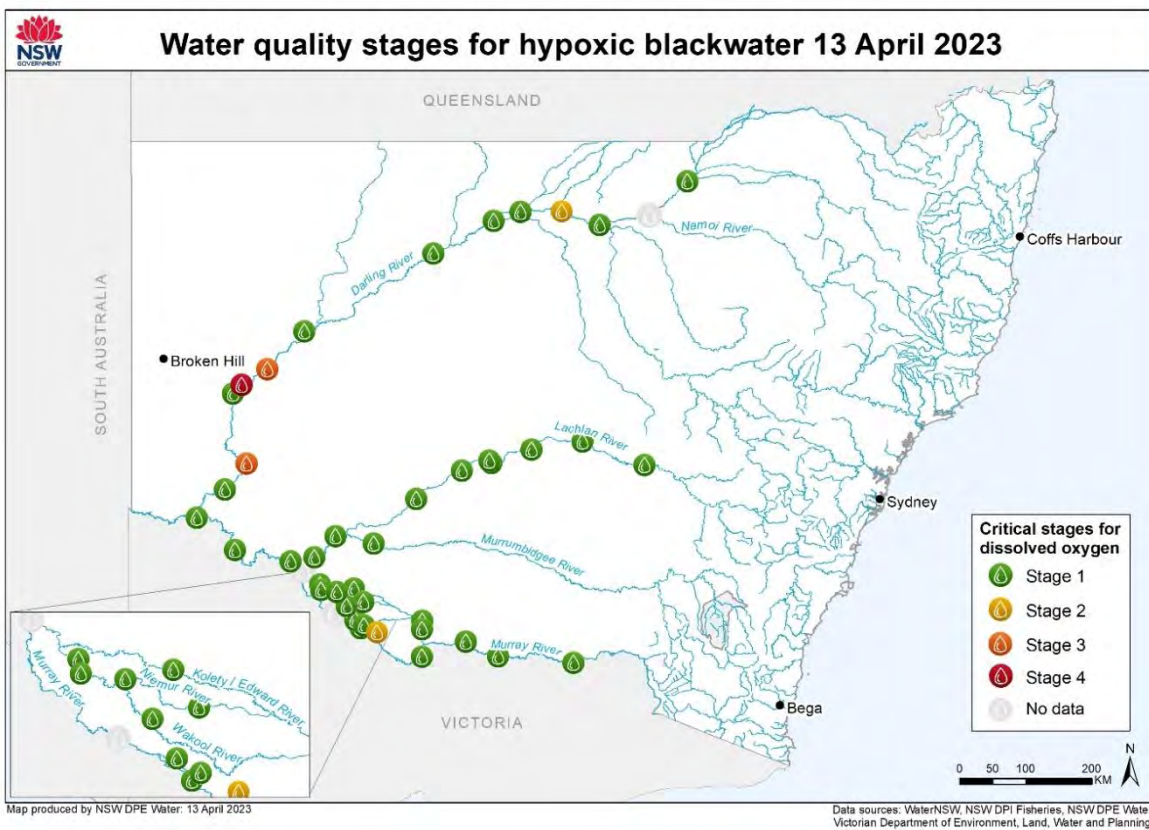 NSW
GOVERNMENT
Water quality stages for hypoxic blackwater 13 April 2023
QUEENSLAND
SOUTH AUSTRALIA
VICTORIA
Namoi River
Coffs Harbour
Darling River
Broken Hill
Lachlan River
Sydney
Murrumbidgee River
Murray River
Bega
Murray River
Kolety / Edward River
Niemur River
Wakool River
Critical stages for
dissolved oxygen
Stage 1
Stage 2
Stage 3
Stage 4
No data
N
0 50 100 200
KM
Map produced by NSW DPE Water: 13 April 2023
Data sources: WaterNSW, NSW DPI Fisheries, NSW DPE Water
Victorian Department of Environment, Land, Water and Planning